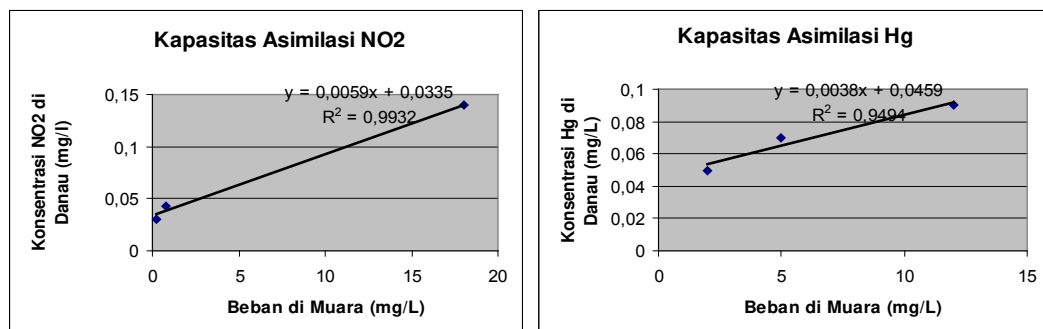 Kapasitas Asimilasi NO2
y = 0,0059x + 0,0335
R² = 0,9932
0,15
0,1
0,05
0
0 5 10 15 20
Konsentrasi NO2 di
Danau (mg/l)
Beban di Muara (mg/L)
Kapasitas Asimilasi Hg
y = 0,0038x + 0,0459
R² = 0,9494
0,1
0,08
0,06
0,04
0,02
0
0 5 10 15
Konsentrasi Hg di
Danau (mg/L)
Beban di Muara (mg/L)